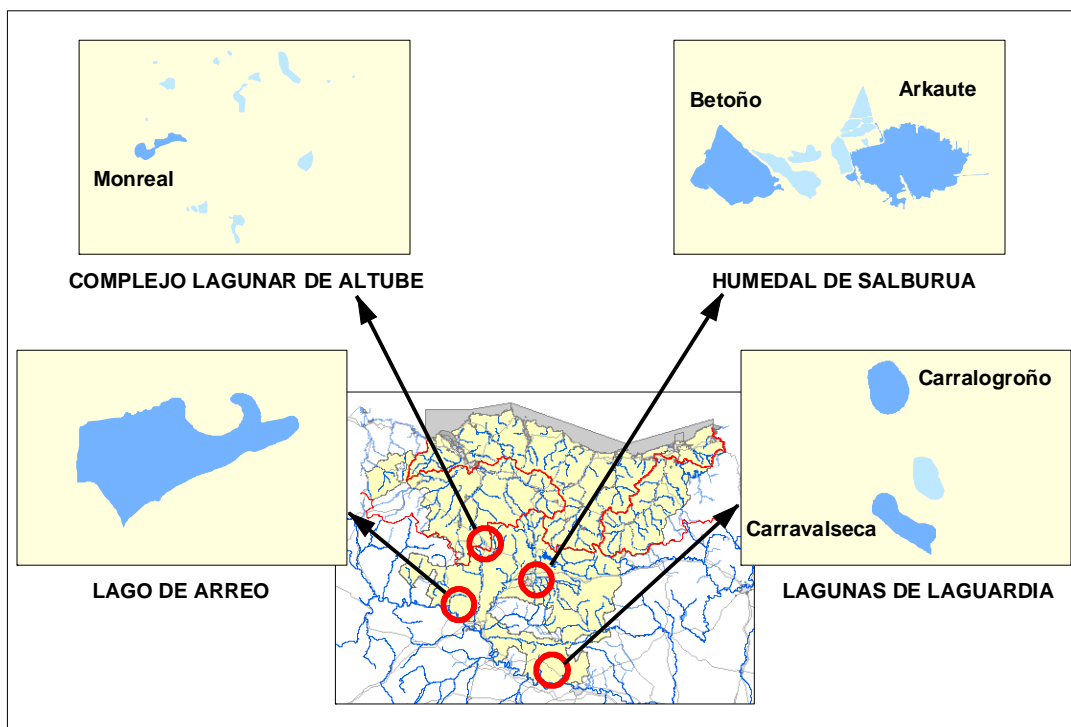 Monreal
COMPLEJO LAGUNAR DE ALTUBE
Betoño
Arkaute
HUMEDAL DE SALBURUA
LAGO DE ARREO
Carralogroño
Carravalseca
LAGUNAS DE LAGUARDIA